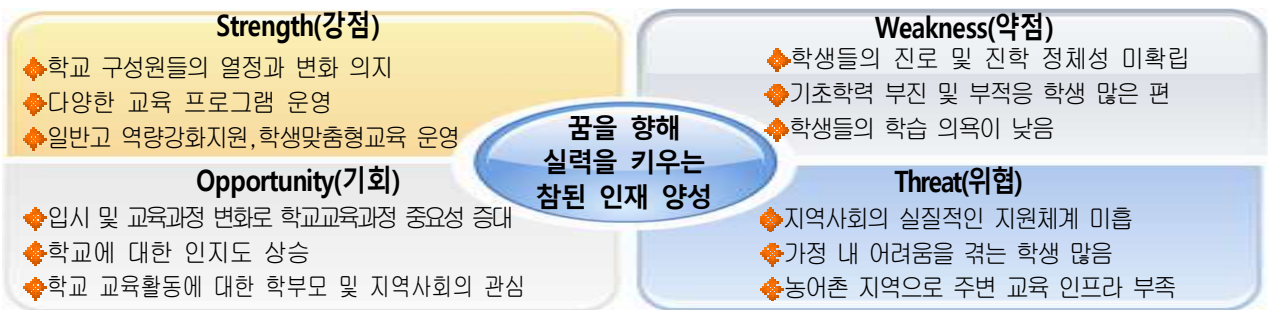 Strength(강점)
◆학교 구성원들의 열정과 변화 의지
◆다양한 교육 프로그램 운영
◆일반고 역량강화지원,학생맞춤형교육 운영
Weakness(약점)
◆학생들의 진로 및 진학 정체성 미확립
◆기초학력 부진 및 부적응 학생 많은 편
◆학생들의 학습 의욕이 낮음
꿈을 향해
실력을 키우는
참된 인재 양성
Opportunity(기회)
◆입시 및 교육과정 변화로 학교교육과정 중요성 증대
◆학교에 대한 인지도 상승
◆학교 교육활동에 대한 학부모 및 지역사회의 관심
Threat(위협)
◆지역사회의 실질적인 지원체계 미흡
◆가정 내 어려움을 겪는 학생 많음
◆농어촌 지역으로 주변 교육 인프라 부족